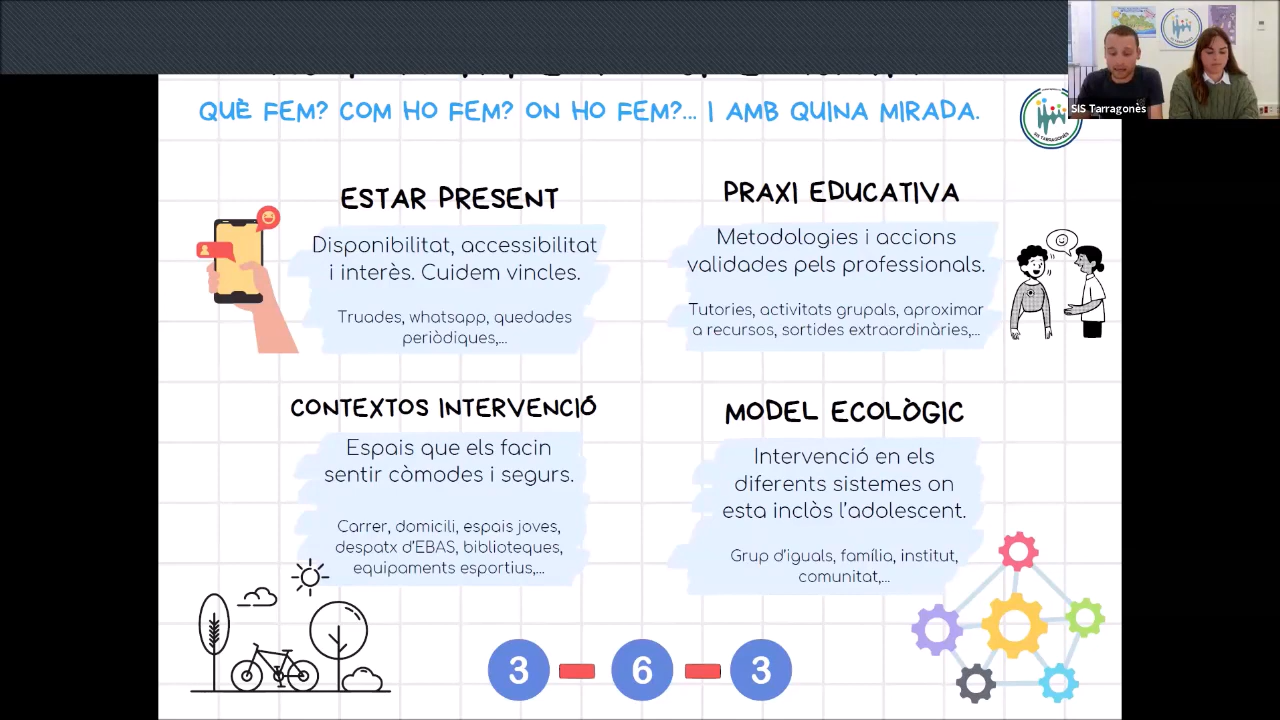 QUÈ FEM? COM HO FEM? ON HO FEM?... I AMB QUINA MIRADA.
SIS Tarragonès
SIS TARRAGONÈS
ESTAR PRESENT
Disponibilitat, accessibilitat
i interès. Cuidem vincles.
Trucades, whatsapp, quedades
periòdiques,...
PRAXI EDUCATIVA
Metodologies i accions
validades pels professionals.
Tutories, activitats grupals, aproximar
a recursos, sortides extraordinàries,...
CONTEXTOS INTERVENCIÓ
Espais que els facin
sentir còmodes i segurs.
Carrer, domicili, espais joves,
despatx d'EBAS, biblioteques,
equipaments esportius,...
MODEL ECOLÒGIC
Intervenció en els
diferents sistemes on
esta inclòs l'adolescent.
Grup d'iguals, família, institut,
comunitat,...
3 - 6 - 3